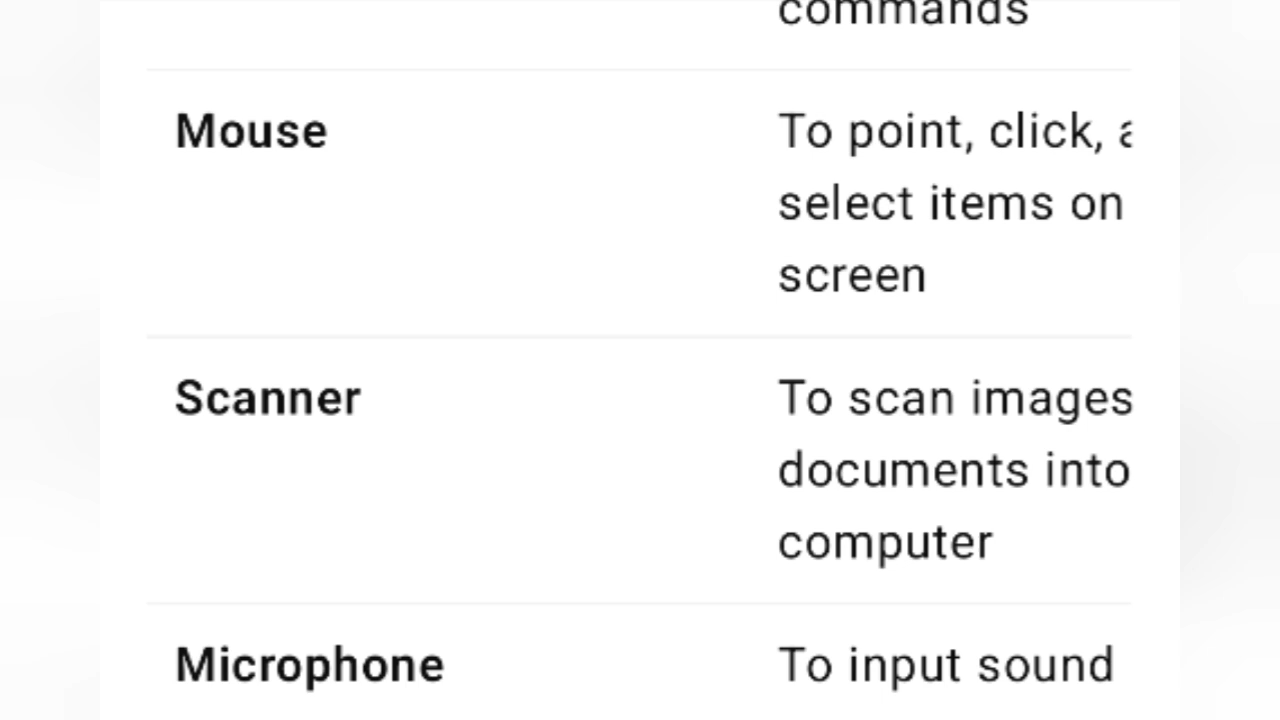 commands
Mouse
To point, click,
select items on
screen
Scanner
To scan images
documents into
computer
Microphone
To input sound